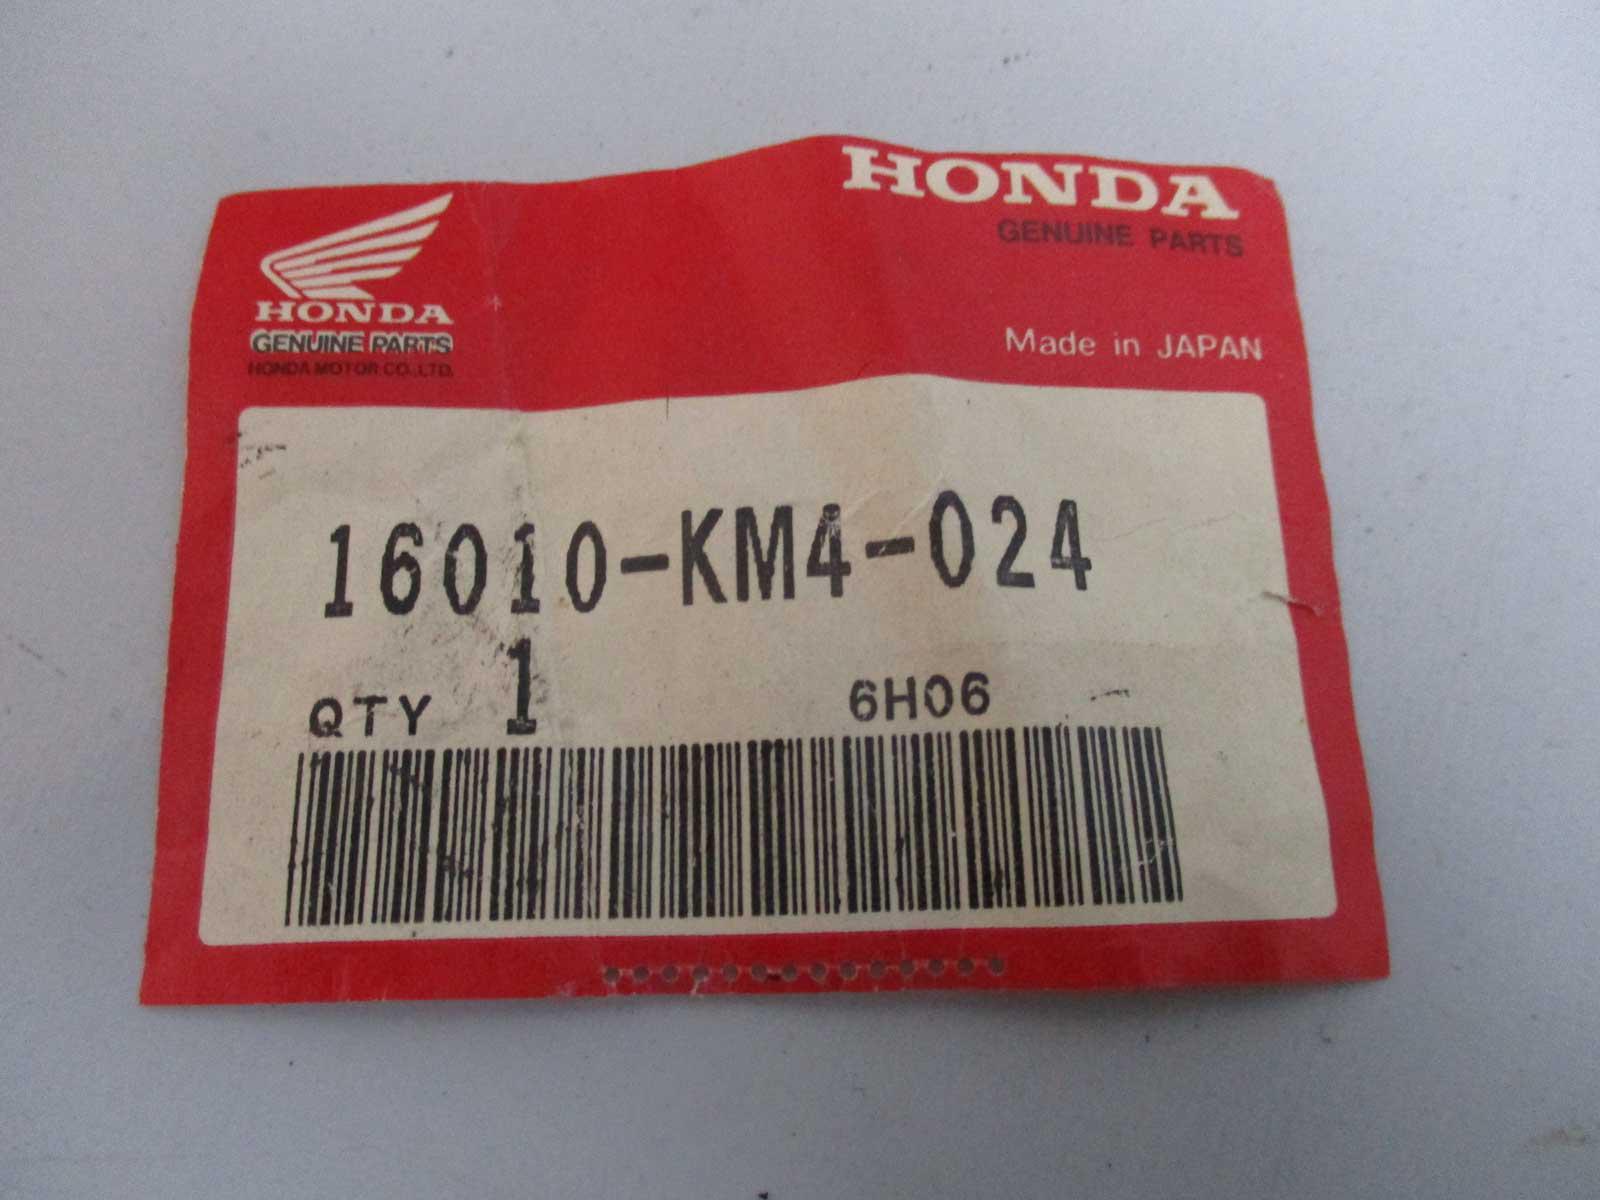 HONDA
GENUINE PARTS
HONDA
GENUINE PARTS
HONDA MOTOR CO.,LTD.
Made in JAPAN
16010-KM4-024
QTY 1 6H06